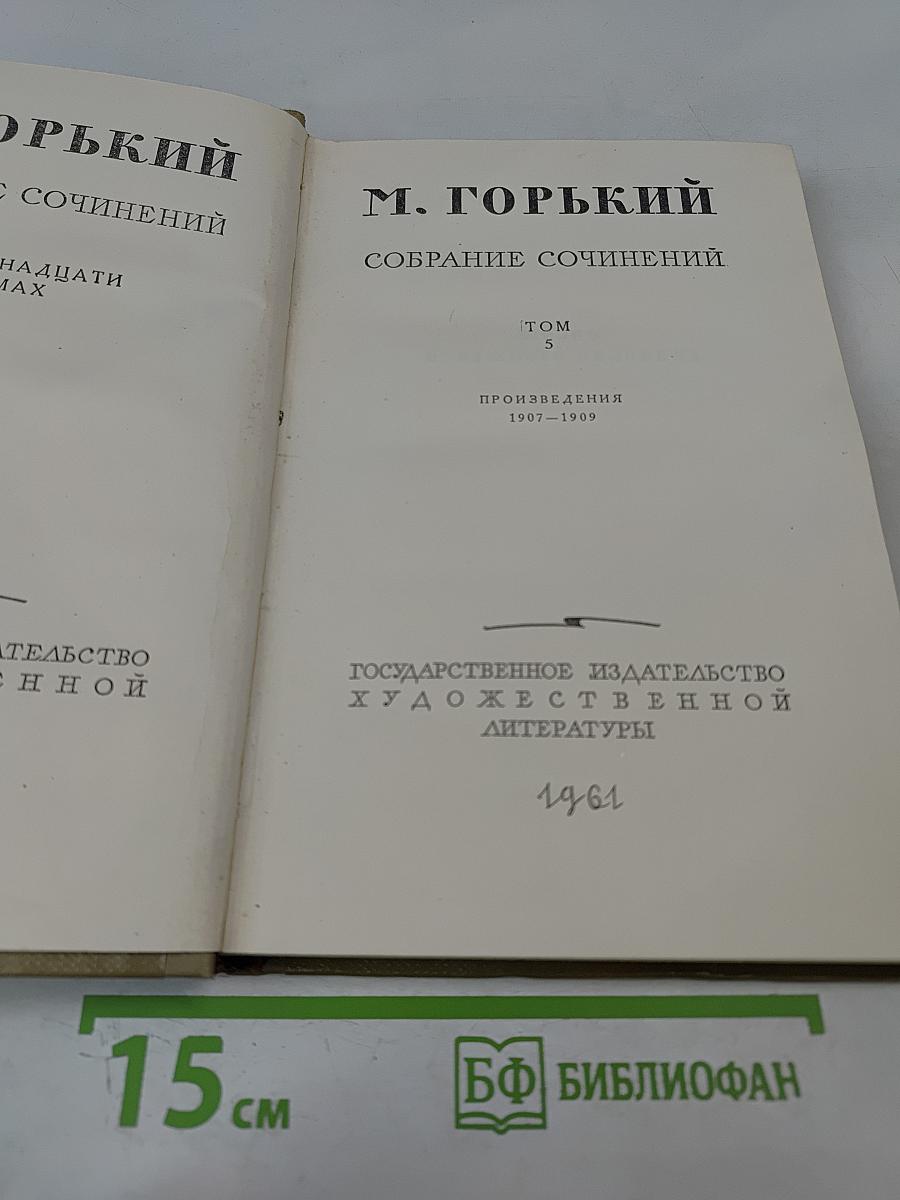 ОРЬКИЙ
Е СОЧИНЕНИЙ
НАДЦАТИ
МАХ
АТЕЛЬСТВО
ЕННОЙ
М. ГОРЬКИЙ
СОБРАНИЕ СОЧИНЕНИЙ
ТОМ
5
ПРОИЗВЕДЕНИЯ
1907—1909
ГОСУДАРСТВЕННОЕ ИЗДАТЕЛЬСТВО
ХУДОЖЕСТВЕННОЙ
ЛИТЕРАТУРЫ
1961
15 см
БФ БИБЛИОФАН